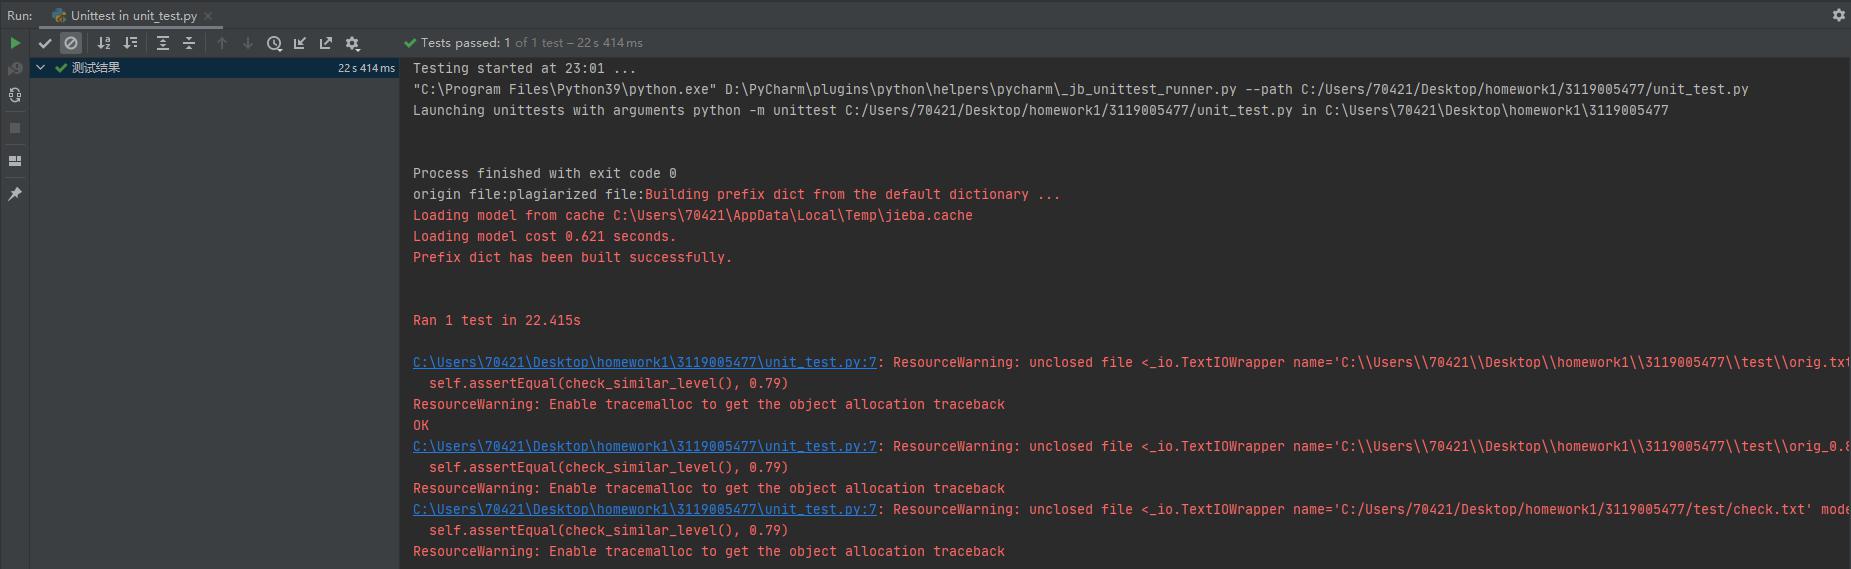 Run: Unittest in unit_test.py
Tests passed: 1 of 1 test – 22 s 414 ms
测试结果 22 s 414 ms
Testing started at 23:01 ...
"C:\Program Files\Python39\python.exe" D:\PyCharm\plugins\python\helpers\pycharm\_jb_unittest_runner.py --path C:/Users/70421/Desktop/homework1/3119005477/unit_test.py
Launching unittests with arguments python -m unittest C:/Users/70421/Desktop/homework1/3119005477/unit_test.py in C:\Users\70421\Desktop\homework1\3119005477
Process finished with exit code 0
origin file:plagiarized file:Building prefix dict from the default dictionary ...
Loading model from cache C:\Users\70421\AppData\Local\Temp\jieba.cache
Loading model cost 0.621 seconds.
Prefix dict has been built successfully.
Ran 1 test in 22.415s
C:\Users\70421\Desktop\homework1\3119005477\unit_test.py:7: ResourceWarning: unclosed file <_io.TextIOWrapper name='C:\\Users\\70421\\Desktop\\homework1\\3119005477\\test\\orig.txt
self.assertEqual(check_similar_level(), 0.79)
ResourceWarning: Enable tracemalloc to get the object allocation traceback
OK
C:\Users\70421\Desktop\homework1\3119005477\unit_test.py:7: ResourceWarning: unclosed file <_io.TextIOWrapper name='C:\\Users\\70421\\Desktop\\homework1\\3119005477\\test\\orig_0.8
self.assertEqual(check_similar_level(), 0.79)
ResourceWarning: Enable tracemalloc to get the object allocation traceback
C:\Users\70421\Desktop\homework1\3119005477\unit_test.py:7: ResourceWarning: unclosed file <_io.TextIOWrapper name='C:/Users/70421/Desktop/homework1/3119005477/test/check.txt' mode
self.assertEqual(check_similar_level(), 0.79)
ResourceWarning: Enable tracemalloc to get the object allocation traceback